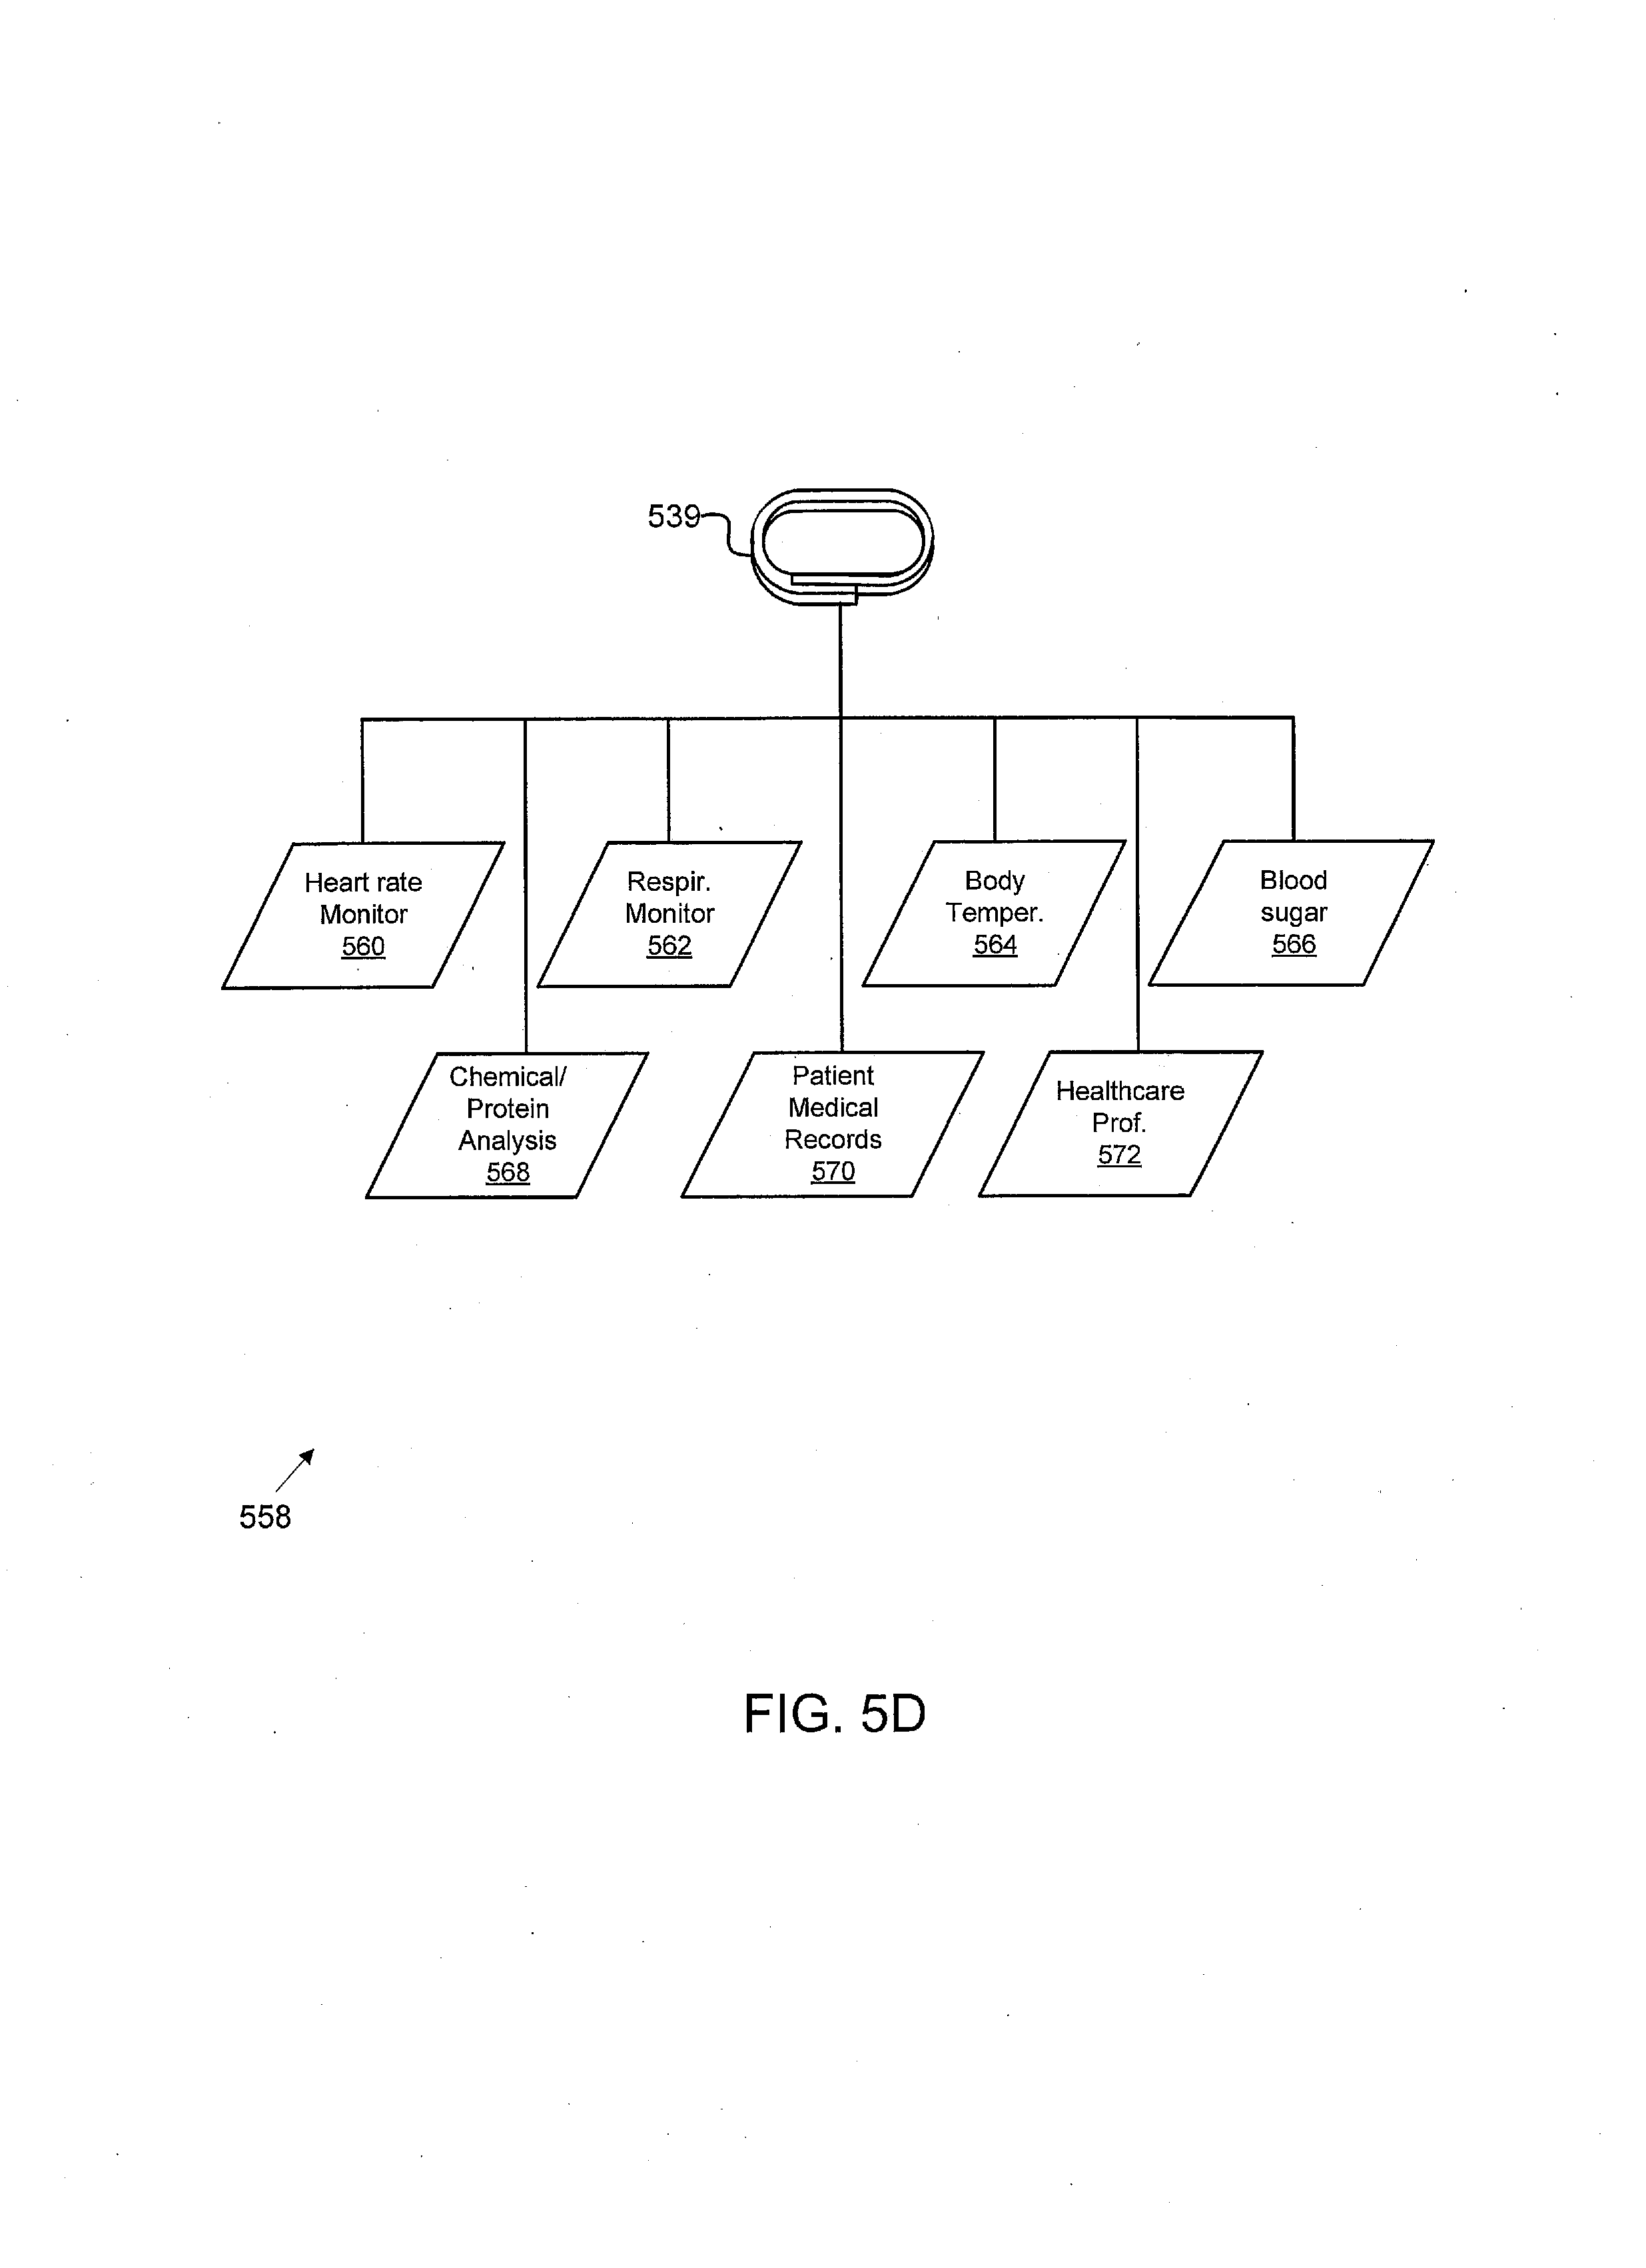 539
Heart rate
Monitor
560
Respir.
Monitor
562
Body
Temper.
564
Blood
sugar
566
Chemical/
Protein
Analysis
568
Patient
Medical
Records
570
Healthcare
Prof.
572
558
FIG. 5D